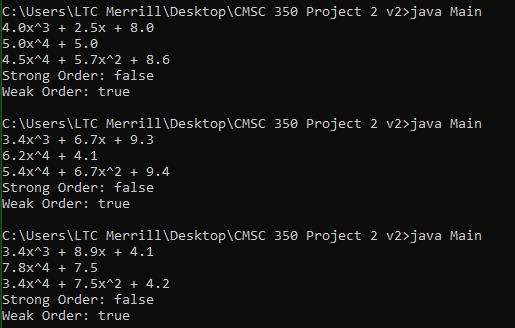 C:\Users\LTC Merrill\Desktop\CMSC 350 Project 2 v2>java Main
4.0x^3 + 2.5x + 8.0
5.0x^4 + 5.0
4.5x^4 + 5.7x^2 + 8.6
Strong Order: false
Weak Order: true
C:\Users\LTC Merrill\Desktop\CMSC 350 Project 2 v2>java Main
3.4x^3 + 6.7x + 9.3
6.2x^4 + 4.1
5.4x^4 + 6.7x^2 + 9.4
Strong Order: false
Weak Order: true
C:\Users\LTC Merrill\Desktop\CMSC 350 Project 2 v2>java Main
3.4x^3 + 8.9x + 4.1
7.8x^4 + 7.5
3.4x^4 + 7.5x^2 + 4.2
Strong Order: false
Weak Order: true